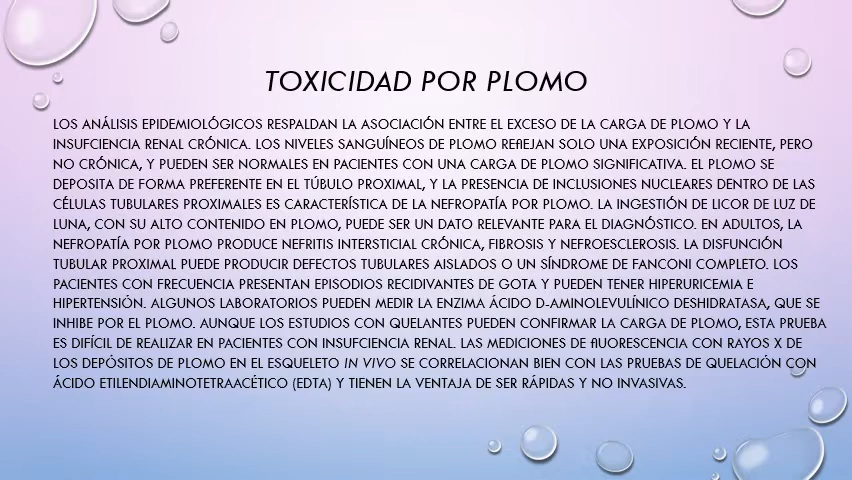 TOXICIDAD POR PLOMO
LOS ANÁLISIS EPIDEMIOLÓGICOS RESPALDAN LA ASOCIACIÓN ENTRE EL EXCESO DE LA CARGA DE PLOMO Y LA
INSUFCIENCIA RENAL CRÓNICA. LOS NIVELES SANGUÍNEOS DE PLOMO REflEJAN SOLO UNA EXPOSICIÓN RECIENTE, PERO
NO CRÓNICA, Y PUEDEN SER NORMALES EN PACIENTES CON UNA CARGA DE PLOMO SIGNIFICATIVA. EL PLOMO SE
DEPOSITA DE FORMA PREFERENTE EN EL TÚBULO PROXIMAL, Y LA PRESENCIA DE INCLUSIONES NUCLEARES DENTRO DE LAS
CÉLULAS TUBULARES PROXIMALES ES CARACTERÍSTICA DE LA NEFROPATÍA POR PLOMO. LA INGESTIÓN DE LICOR DE LUZ DE
LUNA, CON SU ALTO CONTENIDO EN PLOMO, PUEDE SER UN DATO RELEVANTE PARA EL DIAGNÓSTICO. EN ADULTOS, LA
NEFROPATÍA POR PLOMO PRODUCE NEFRITIS INTERSTICIAL CRÓNICA, FIBROSIS Y NEFROESCLEROSIS. LA DISFUNCIÓN
TUBULAR PROXIMAL PUEDE PRODUCIR DEFECTOS TUBULARES AISLADOS O UN SÍNDROME DE FANCONI COMPLETO. LOS
PACIENTES CON FRECUENCIA PRESENTAN EPISODIOS RECIDIVANTES DE GOTA Y PUEDEN TENER HIPERURICEMIA E
HIPERTENSIÓN. ALGUNOS LABORATORIOS PUEDEN MEDIR LA ENZIMA ÁCIDO D-AMINOLEVULÍNICO DESHIDRATASA, QUE SE
INHIBE POR EL PLOMO. AUNQUE LOS ESTUDIOS CON QUELANTES PUEDEN CONFIRMAR LA CARGA DE PLOMO, ESTA PRUEBA
ES DIFÍCIL DE REALIZAR EN PACIENTES CON INSUFCIENCIA RENAL. LAS MEDICIONES DE flUORESCENCIA CON RAYOS X DE
LOS DEPÓSITOS DE PLOMO EN EL ESQUELETO IN VIVO SE CORRELACIONAN BIEN CON LAS PRUEBAS DE QUELACIÓN CON
ÁCIDO ETILENDIAMINOTETRAACÉTICO (EDTA) Y TIENEN LA VENTAJA DE SER RÁPIDAS Y NO INVASIVAS.